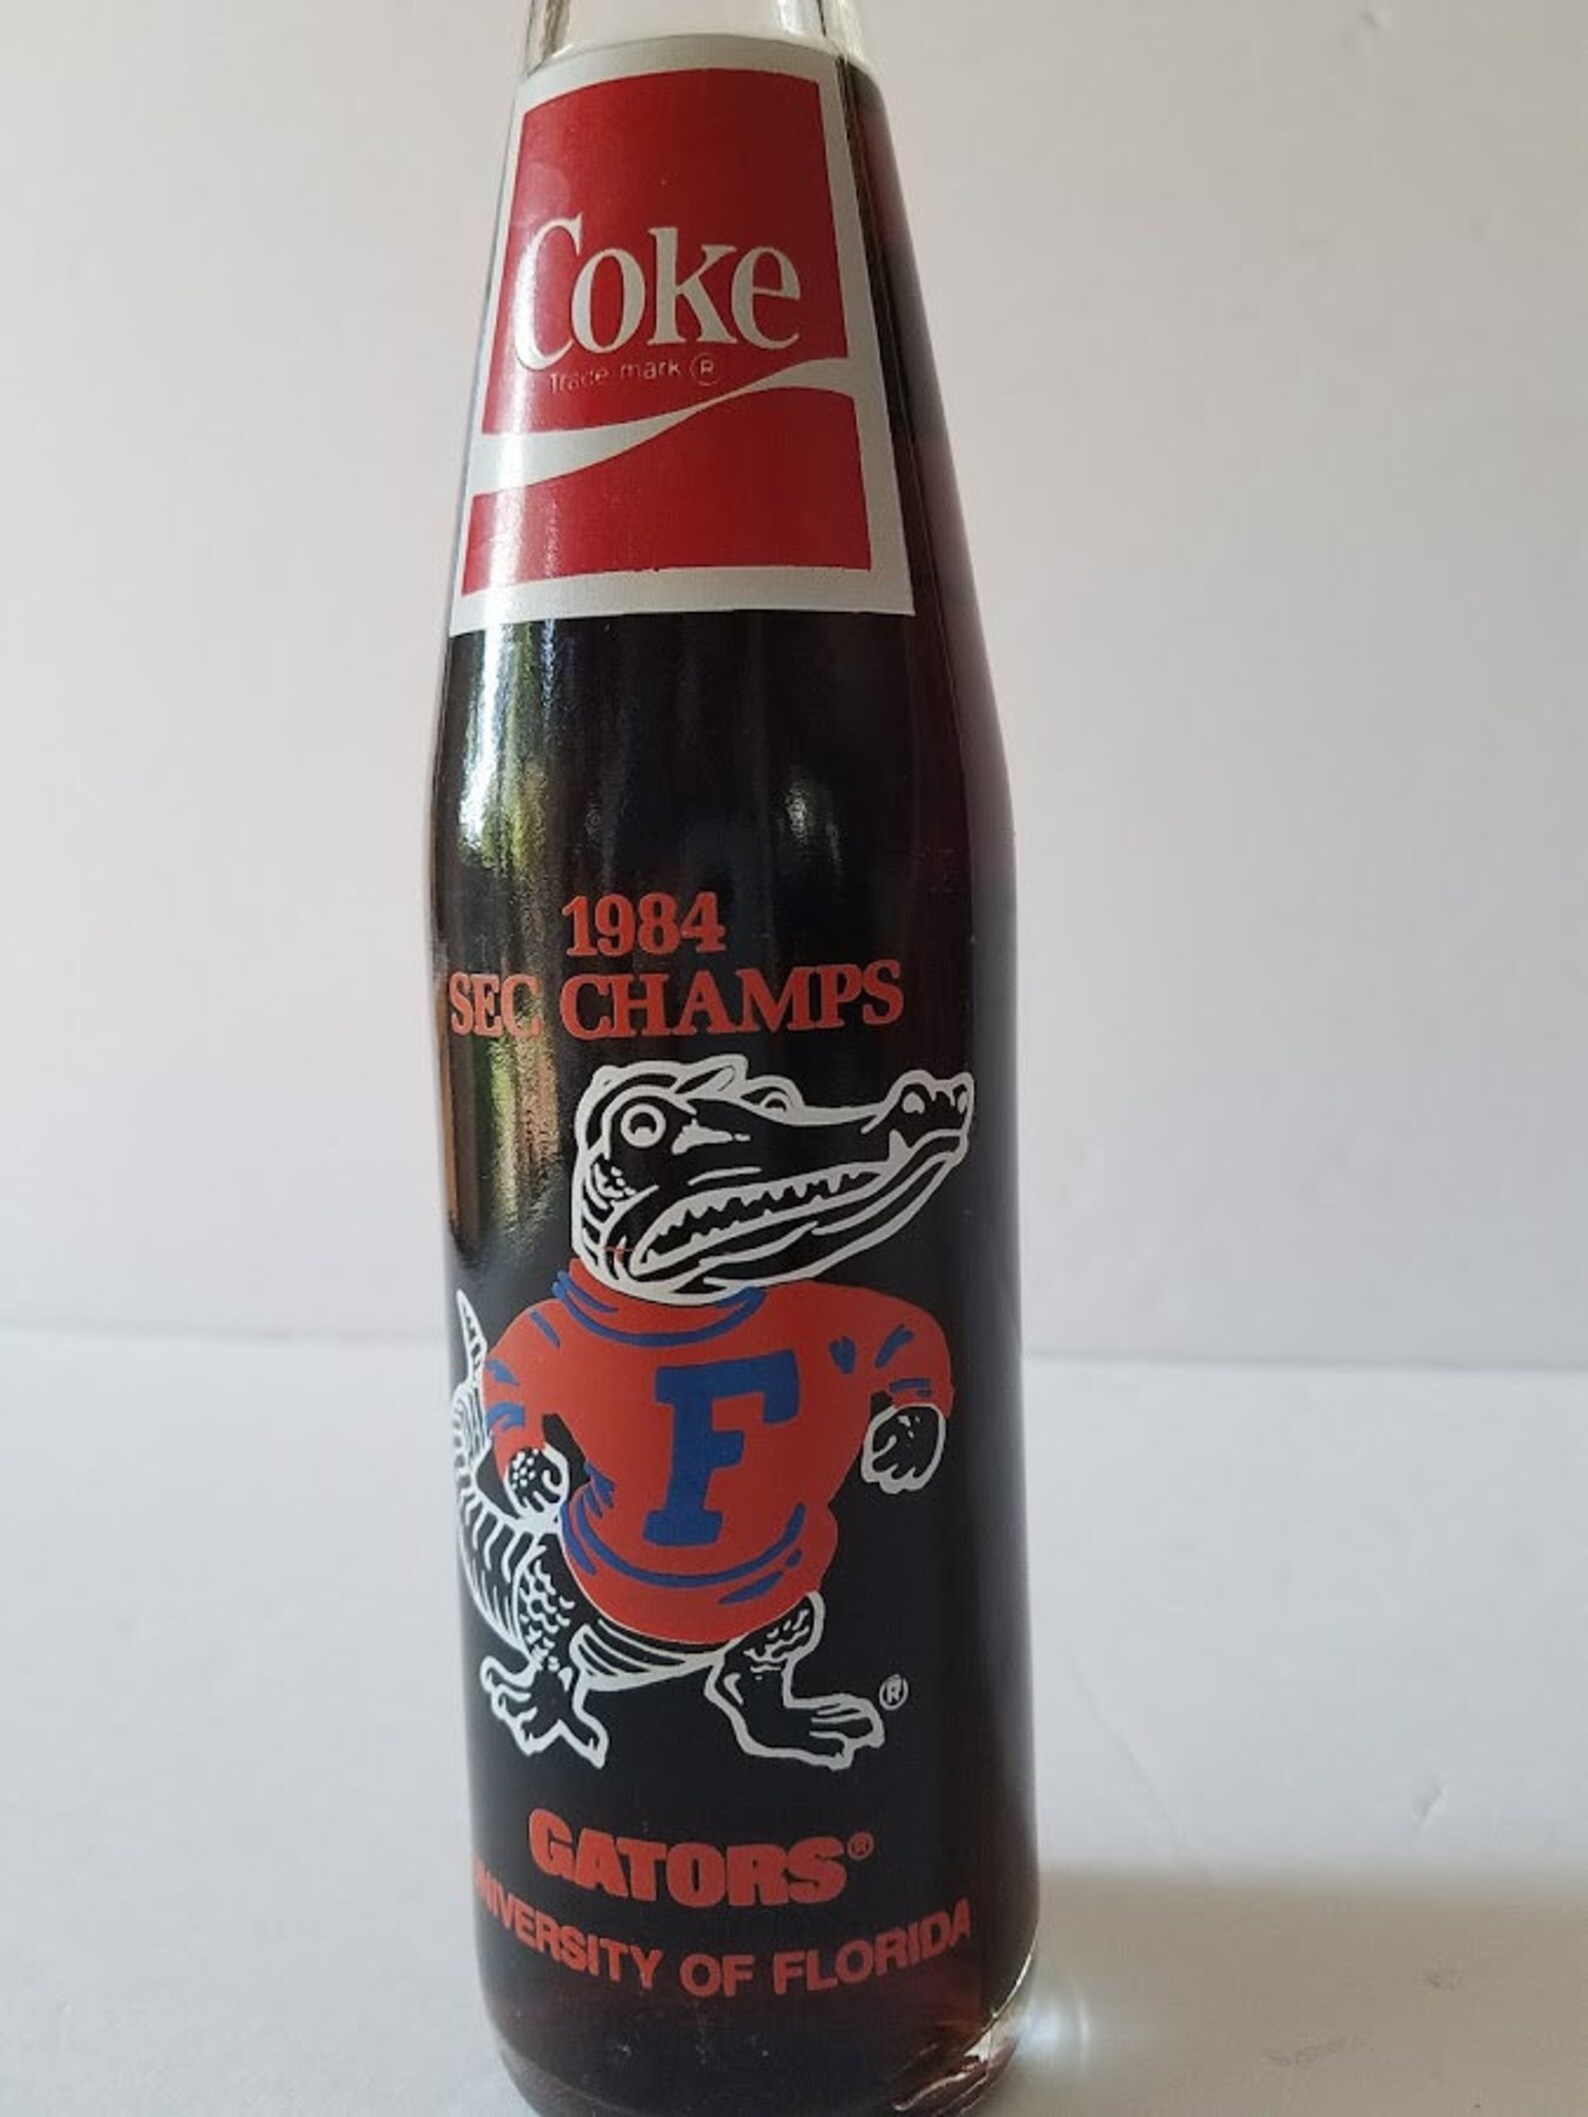 Coke
Trade mark ®
1984
SEC CHAMPS
F
®
GATORS®
UNIVERSITY OF FLORIDA